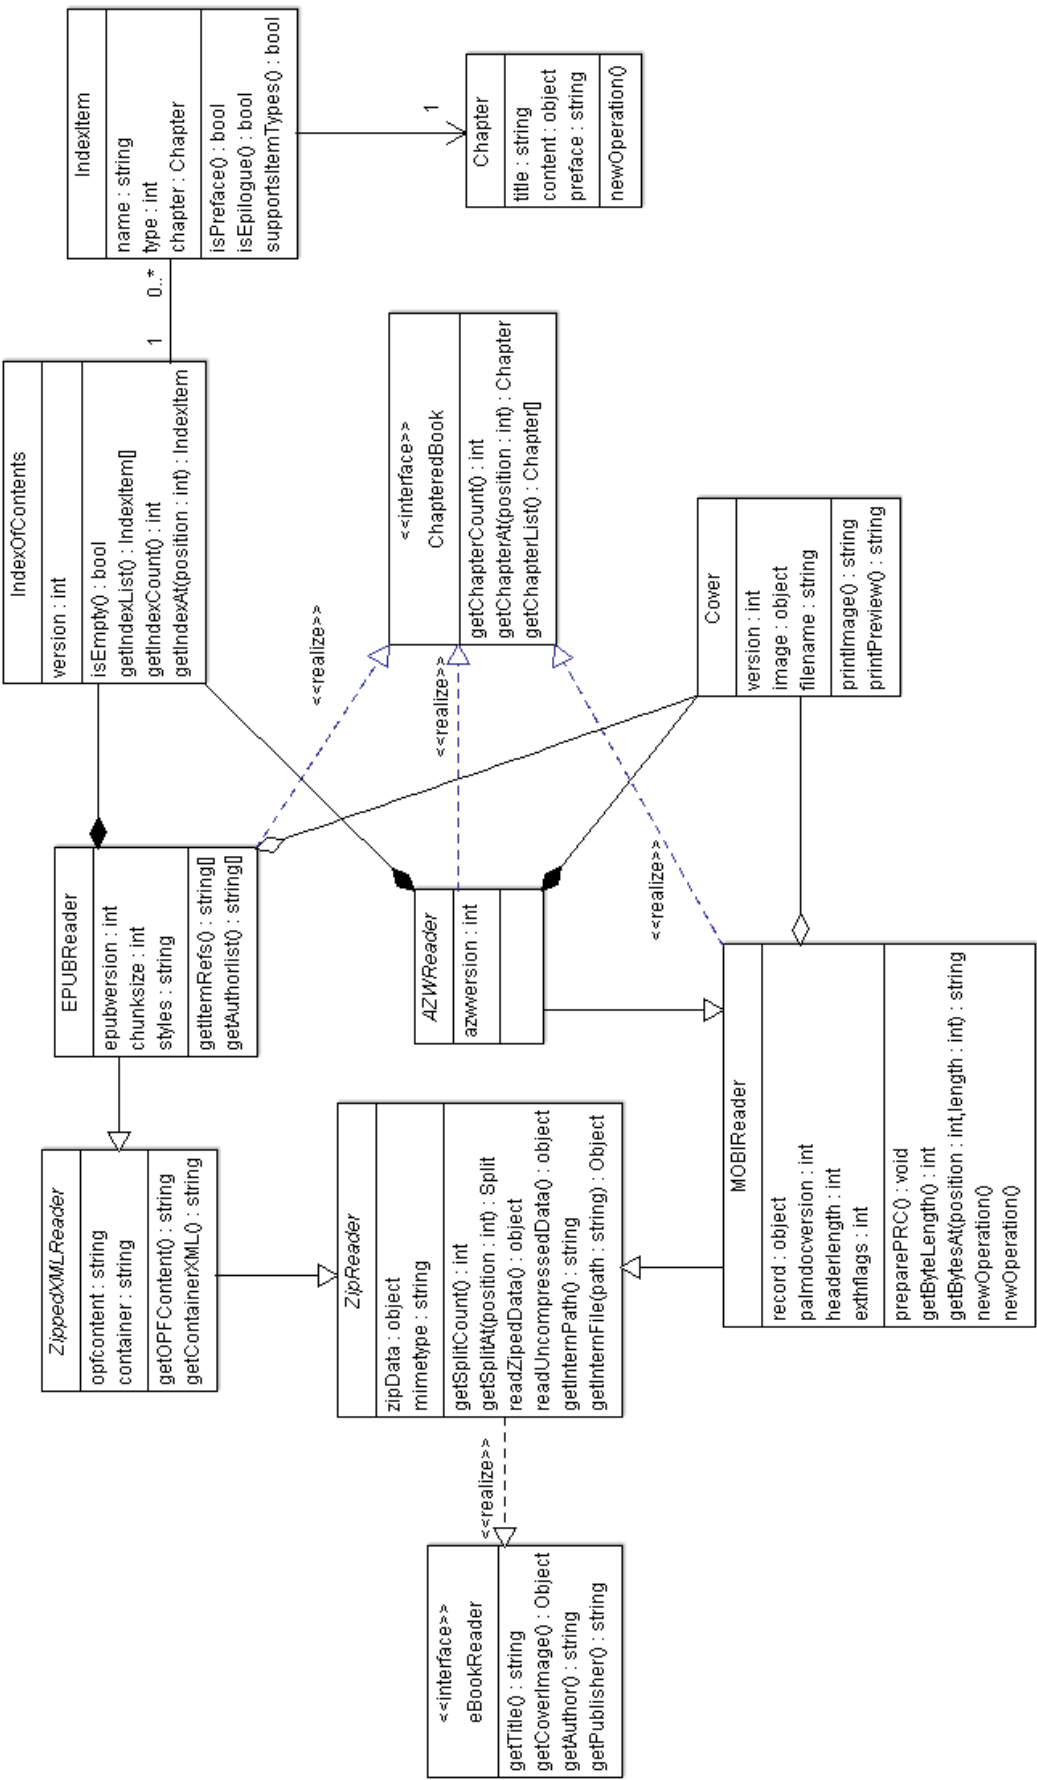 ZippedXMLReader
opfcontent : string
container : string
getOPFContent() : string
getContainerXML() : string
EPUBReader
epubversion : int
chunksize : int
styles : string
getItemRefs() : string[]
getAuthorlist() : string[]
IndexOfContents
version : int
isEmpty() : bool
getIndexList() : IndexItem[]
getIndexCount() : int
getIndexAt(position : int) : IndexItem
1
0..*
IndexItem
name : string
type : int
chapter : Chapter
isPreface() : bool
isEpilogue() : bool
supportsItemTypes() : bool
1
<<realize>>
<<realize>>
<<realize>>
<<realize>>
<<interface>>
eBookReader
getTitle() : string
getCoverImage() : Object
getAuthor() : string
getPublisher() : string
ZipReader
zipData : object
mimetype : string
getSplitCount() : int
getSplitAt(position : int) : Split
readZipedData() : object
readUncompressedData() : object
getInternPath() : string
getInternFile(path : string) : Object
AZWReader
azwversion : int
<<interface>>
ChapteredBook
getChapterCount() : int
getChapterAt(position : int) : Chapter
getChapterList() : Chapter[]
Chapter
title : string
content : object
preface : string
newOperation()
MOBIReader
record : object
palmdocversion : int
headerlength : int
exthflags : int
preparePRC() : void
getByteLength() : int
getBytesAt(position : int,length : int) : string
newOperation()
newOperation()
Cover
version : int
image : object
filename : string
printImage() : string
printPreview() : string